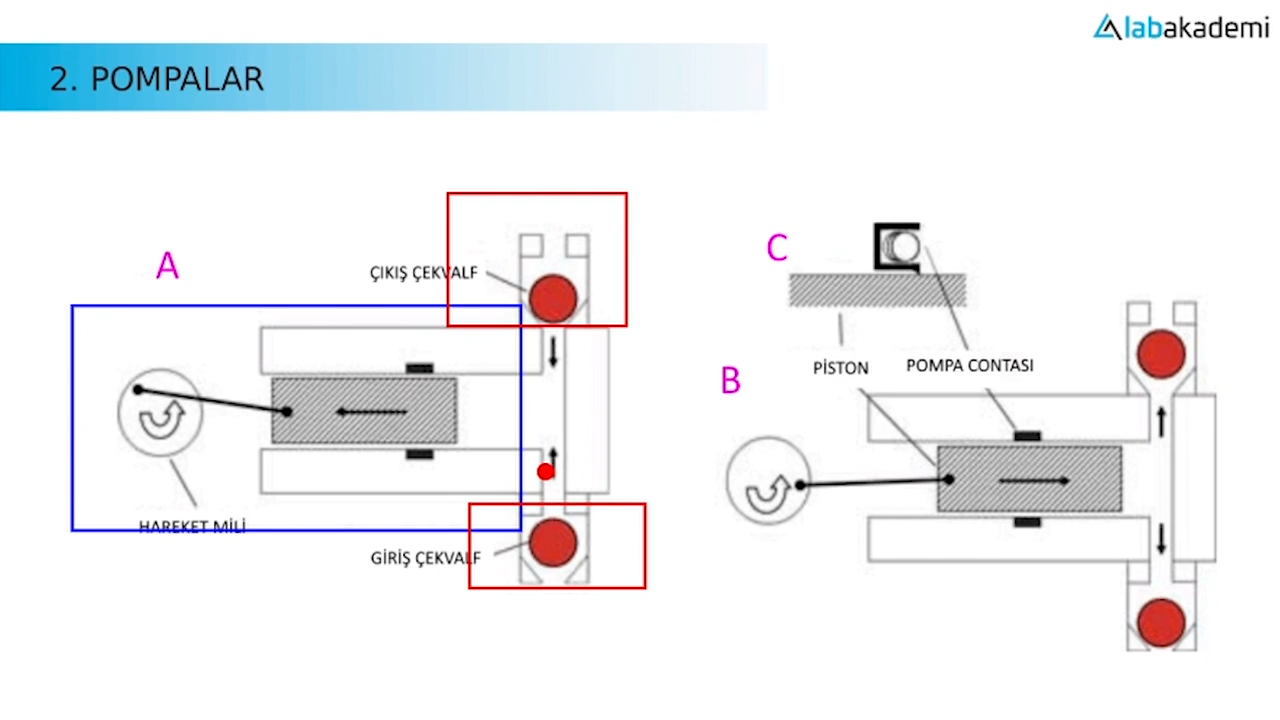 labakademi
2. POMPALAR
A
ÇIKIŞ ÇEKVALF
HAREKET MİLİ
GİRİŞ ÇEKVALF
C
PİSTON
POMPA CONTASI
B